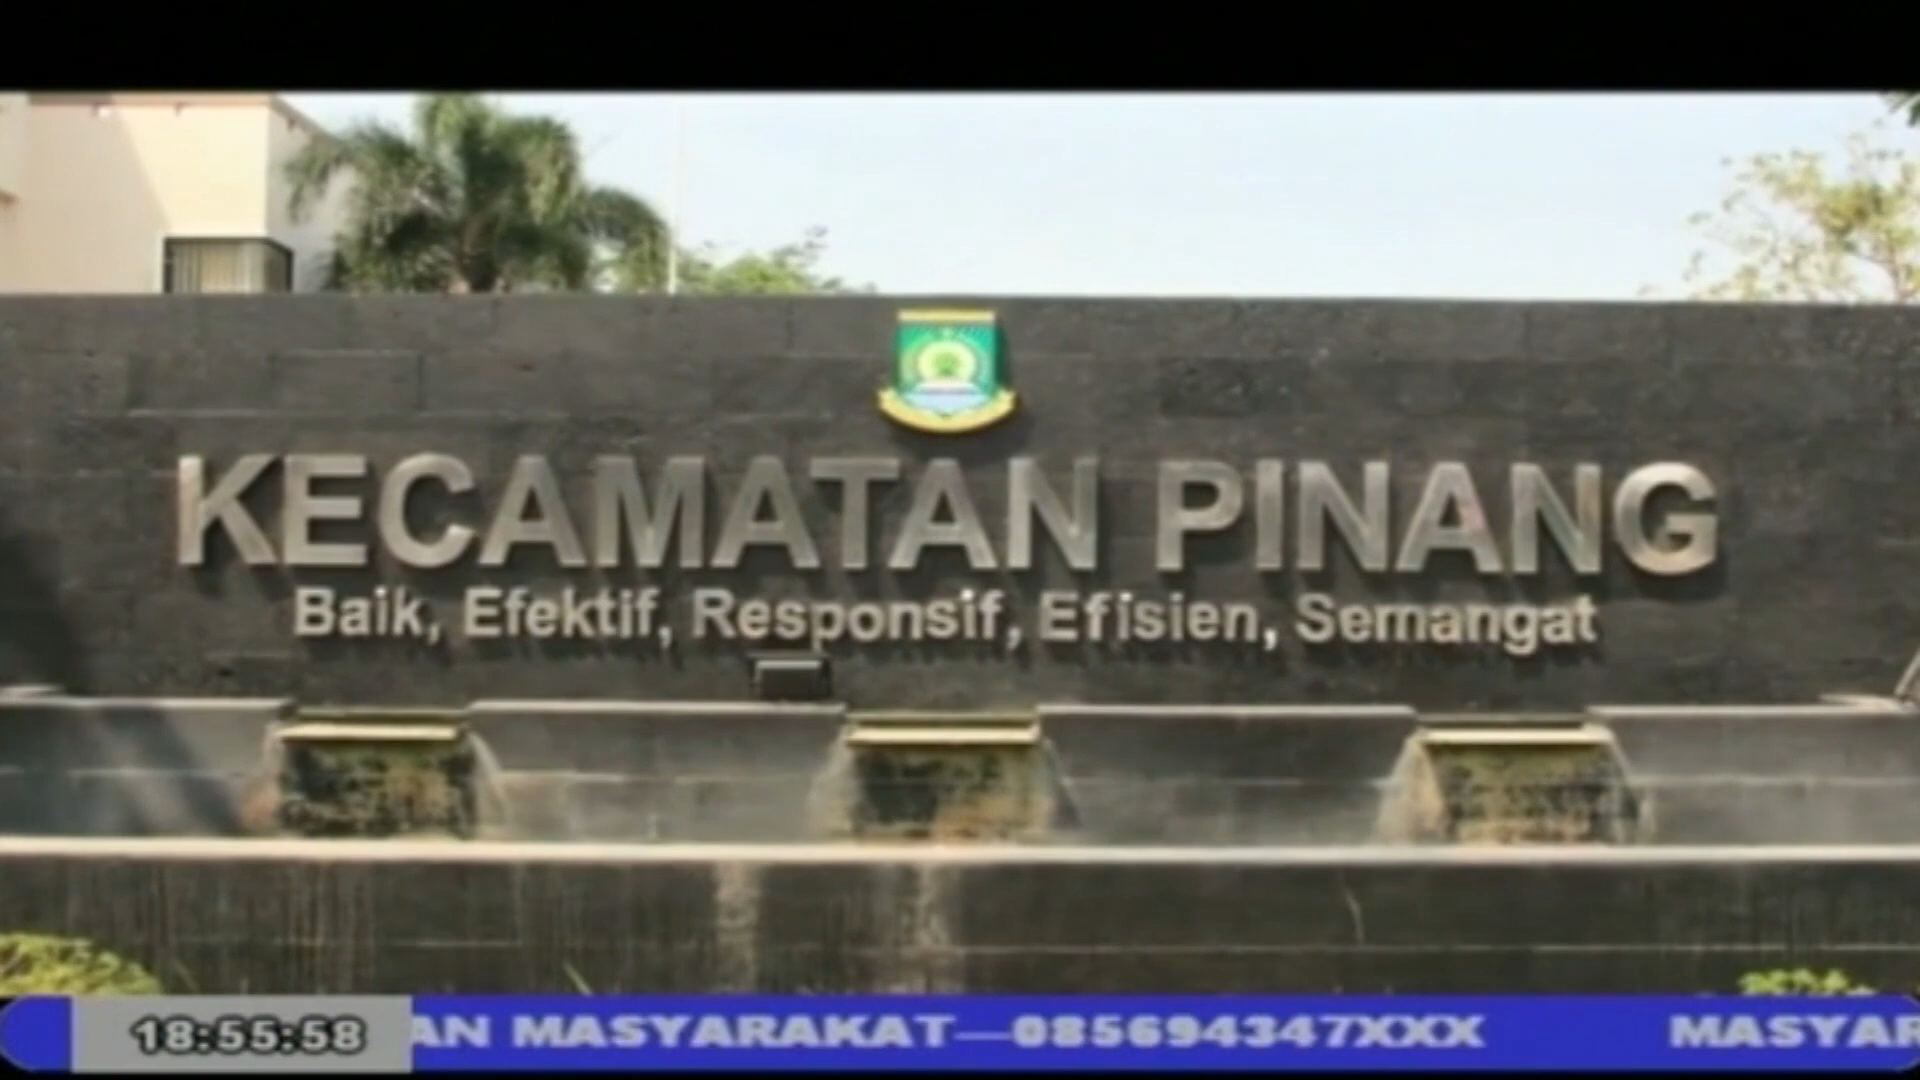 KECAMATAN PINANG
Baik, Efektif, Responsif, Efisien, Semangat
18:55:58 AN MASYARAKAT—085694347XXX MASYAR